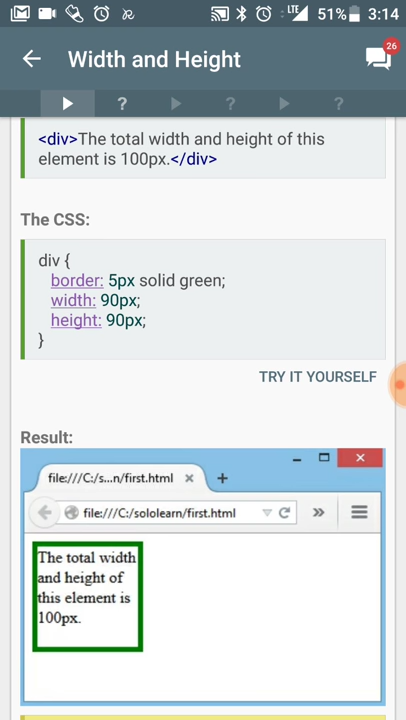 LTE 51% 3:14
Width and Height
26
? ? ?
<div>The total width and height of this
element is 100px.</div>
The CSS:
div {
border: 5px solid green;
width: 90px;
height: 90px;
}
TRY IT YOURSELF
Result:
file:///C:/s...n/first.html
file:///C:/sololearn/first.html
The total width
and height of
this element is
100px.